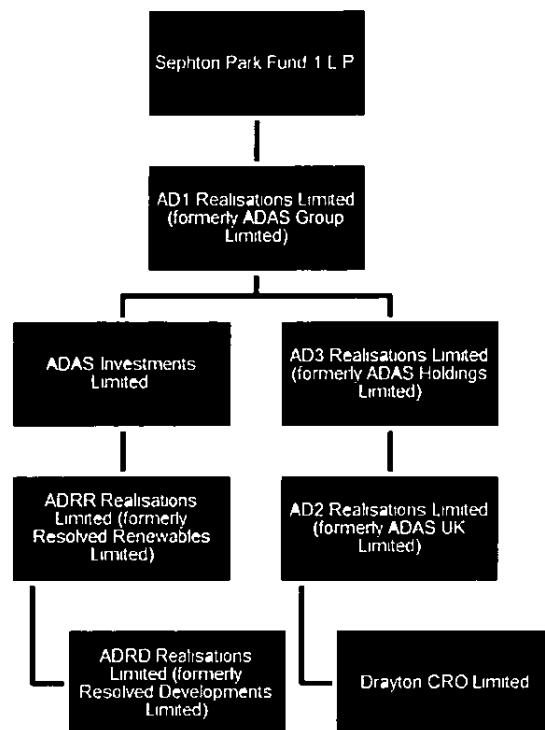 Sephton Park Fund 1 L P
AD1 Realisations Limited
(formerly ADAS Group
Limited)
ADAS Investments
Limited
AD3 Realisations Limited
(formerly ADAS Holdings
Limited)
ADRR Realisations
Limited (formerly
Resolved Renewables
Limited)
AD2 Realisations Limited
(formerly ADAS UK
Limited)
ADRD Realisations
Limited (formerly
Resolved Developments
Limited)
Drayton CRO Limited